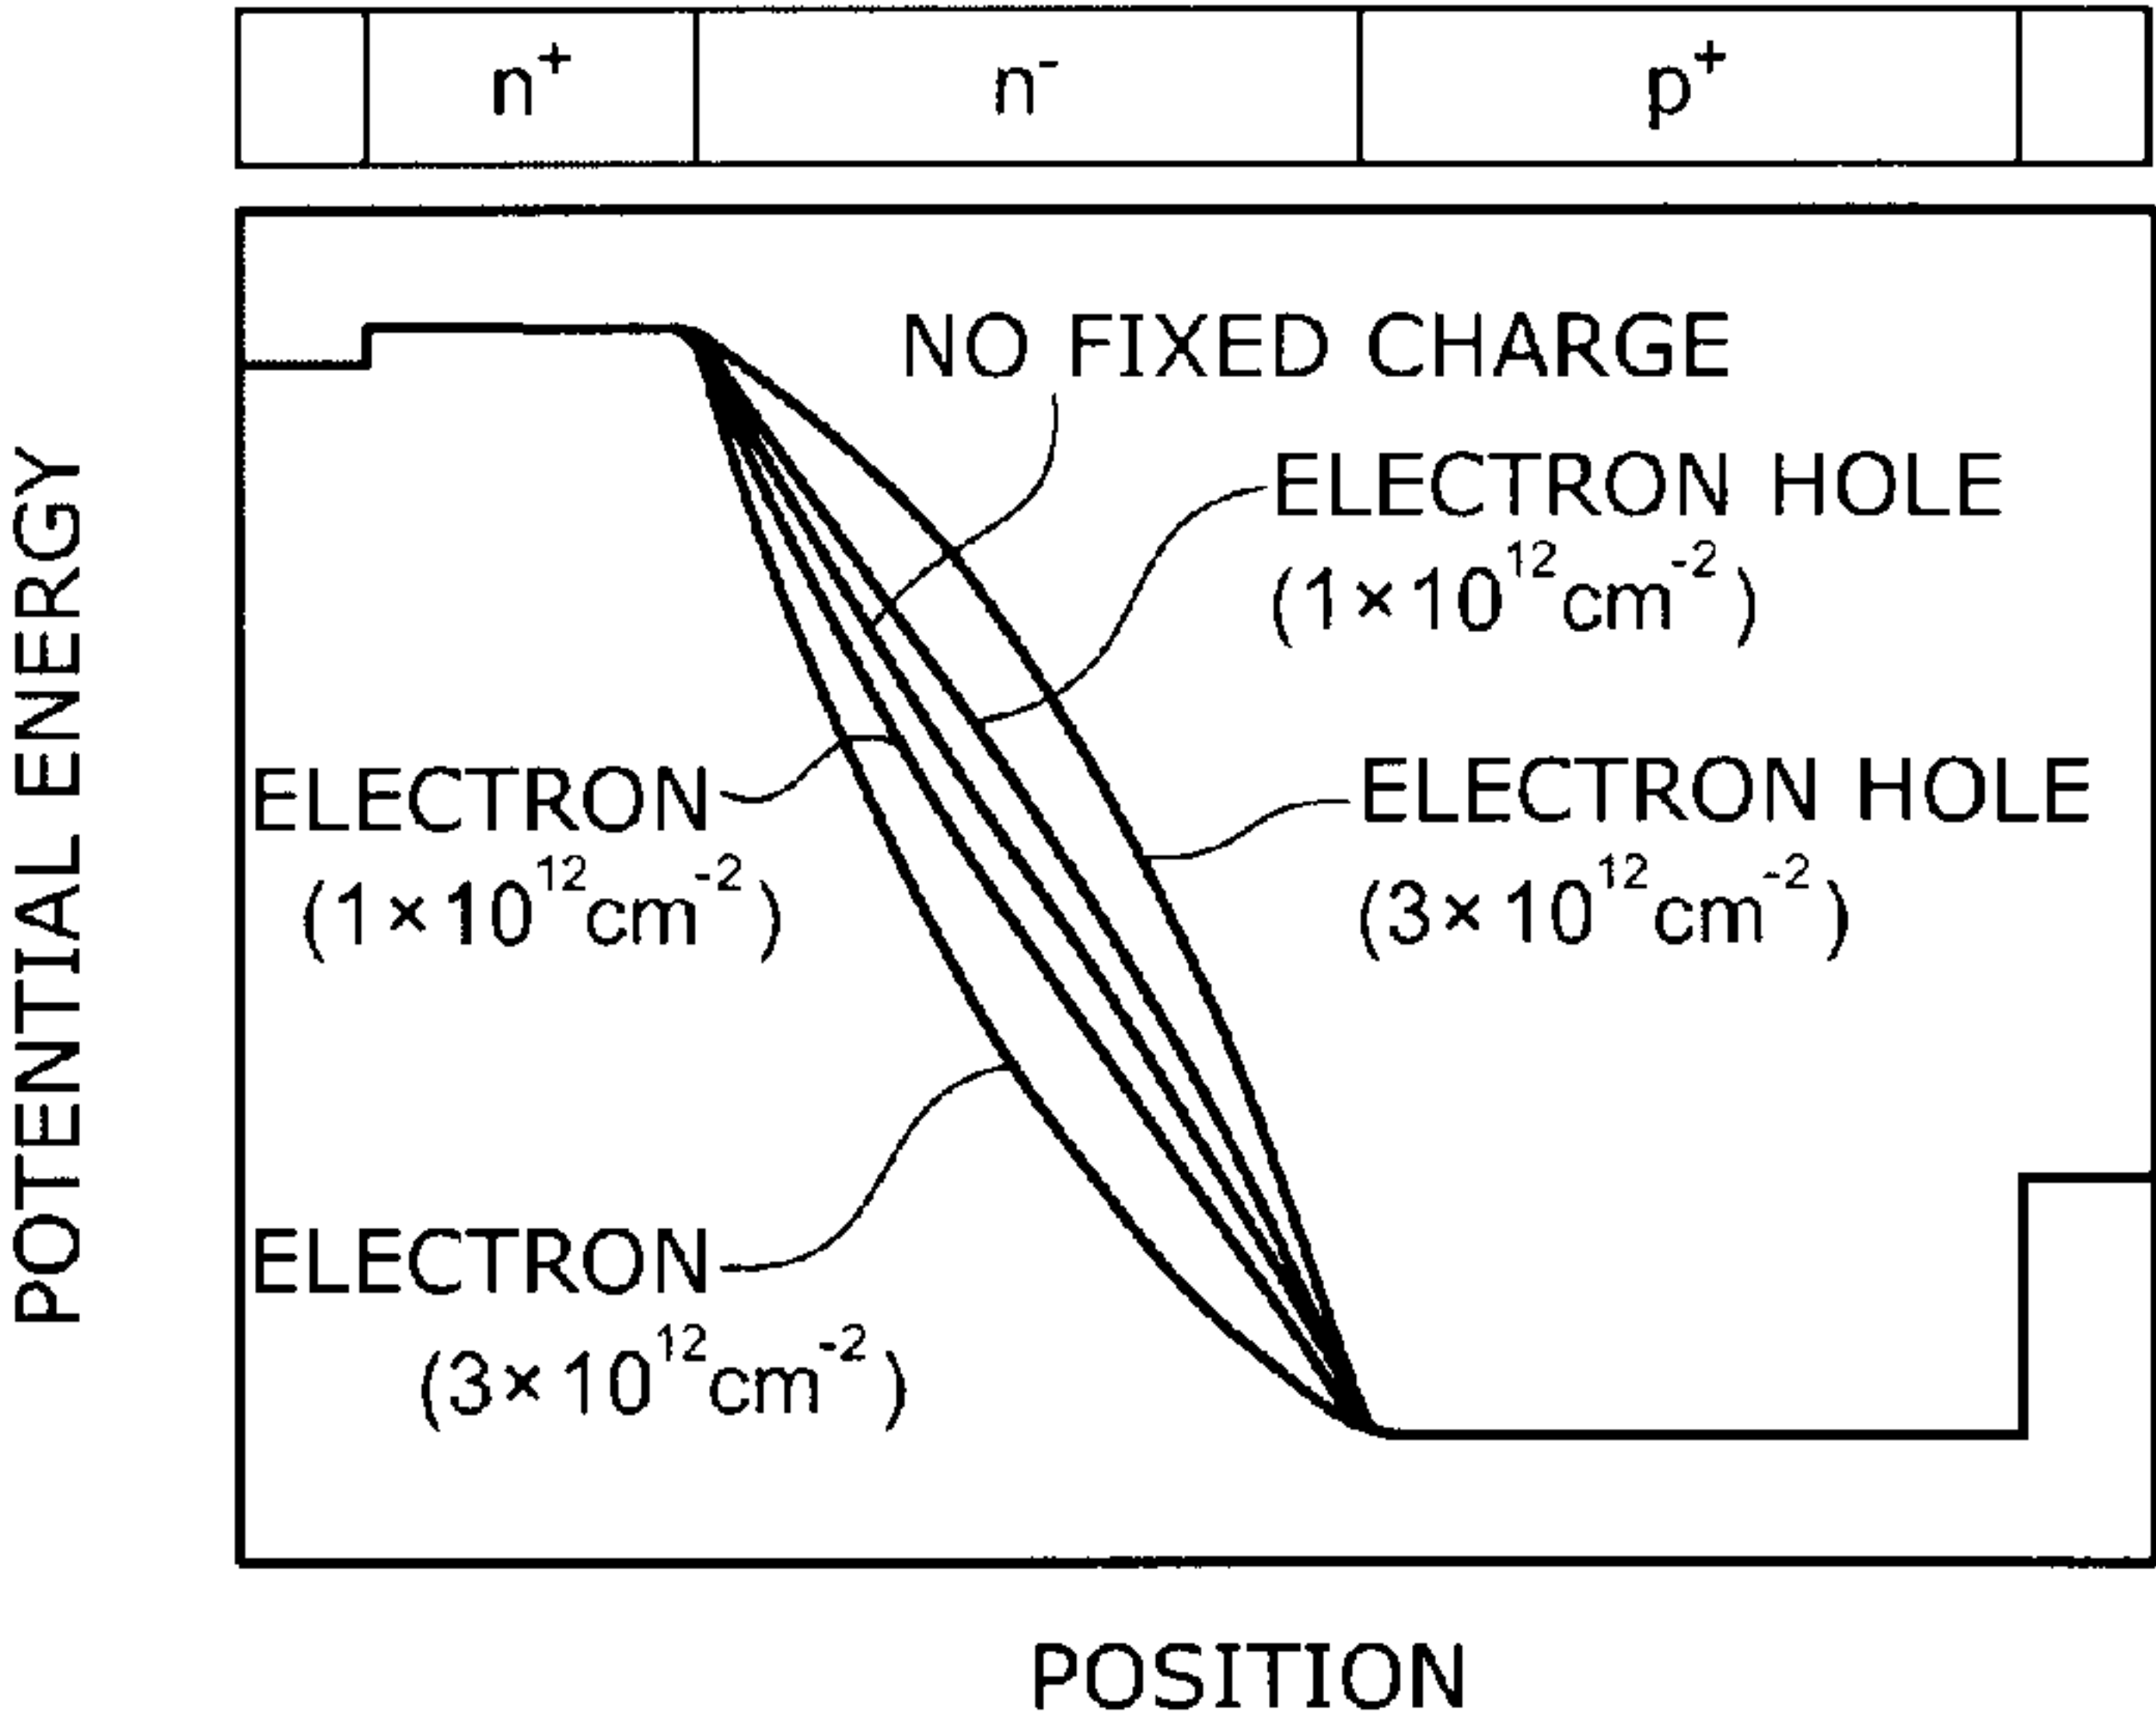 n⁺ n⁻ p⁺
NO FIXED CHARGE
ELECTRON HOLE
(1×10¹²cm⁻²)
ELECTRON HOLE
(3×10¹²cm⁻²)
ELECTRON
(1×10¹²cm⁻²)
ELECTRON
(3×10¹²cm⁻²)
POTENTIAL ENERGY
POSITION